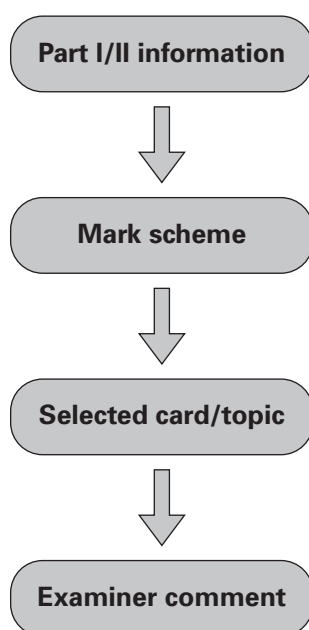 Part I/II information
Mark scheme
Selected card/topic
Examiner comment